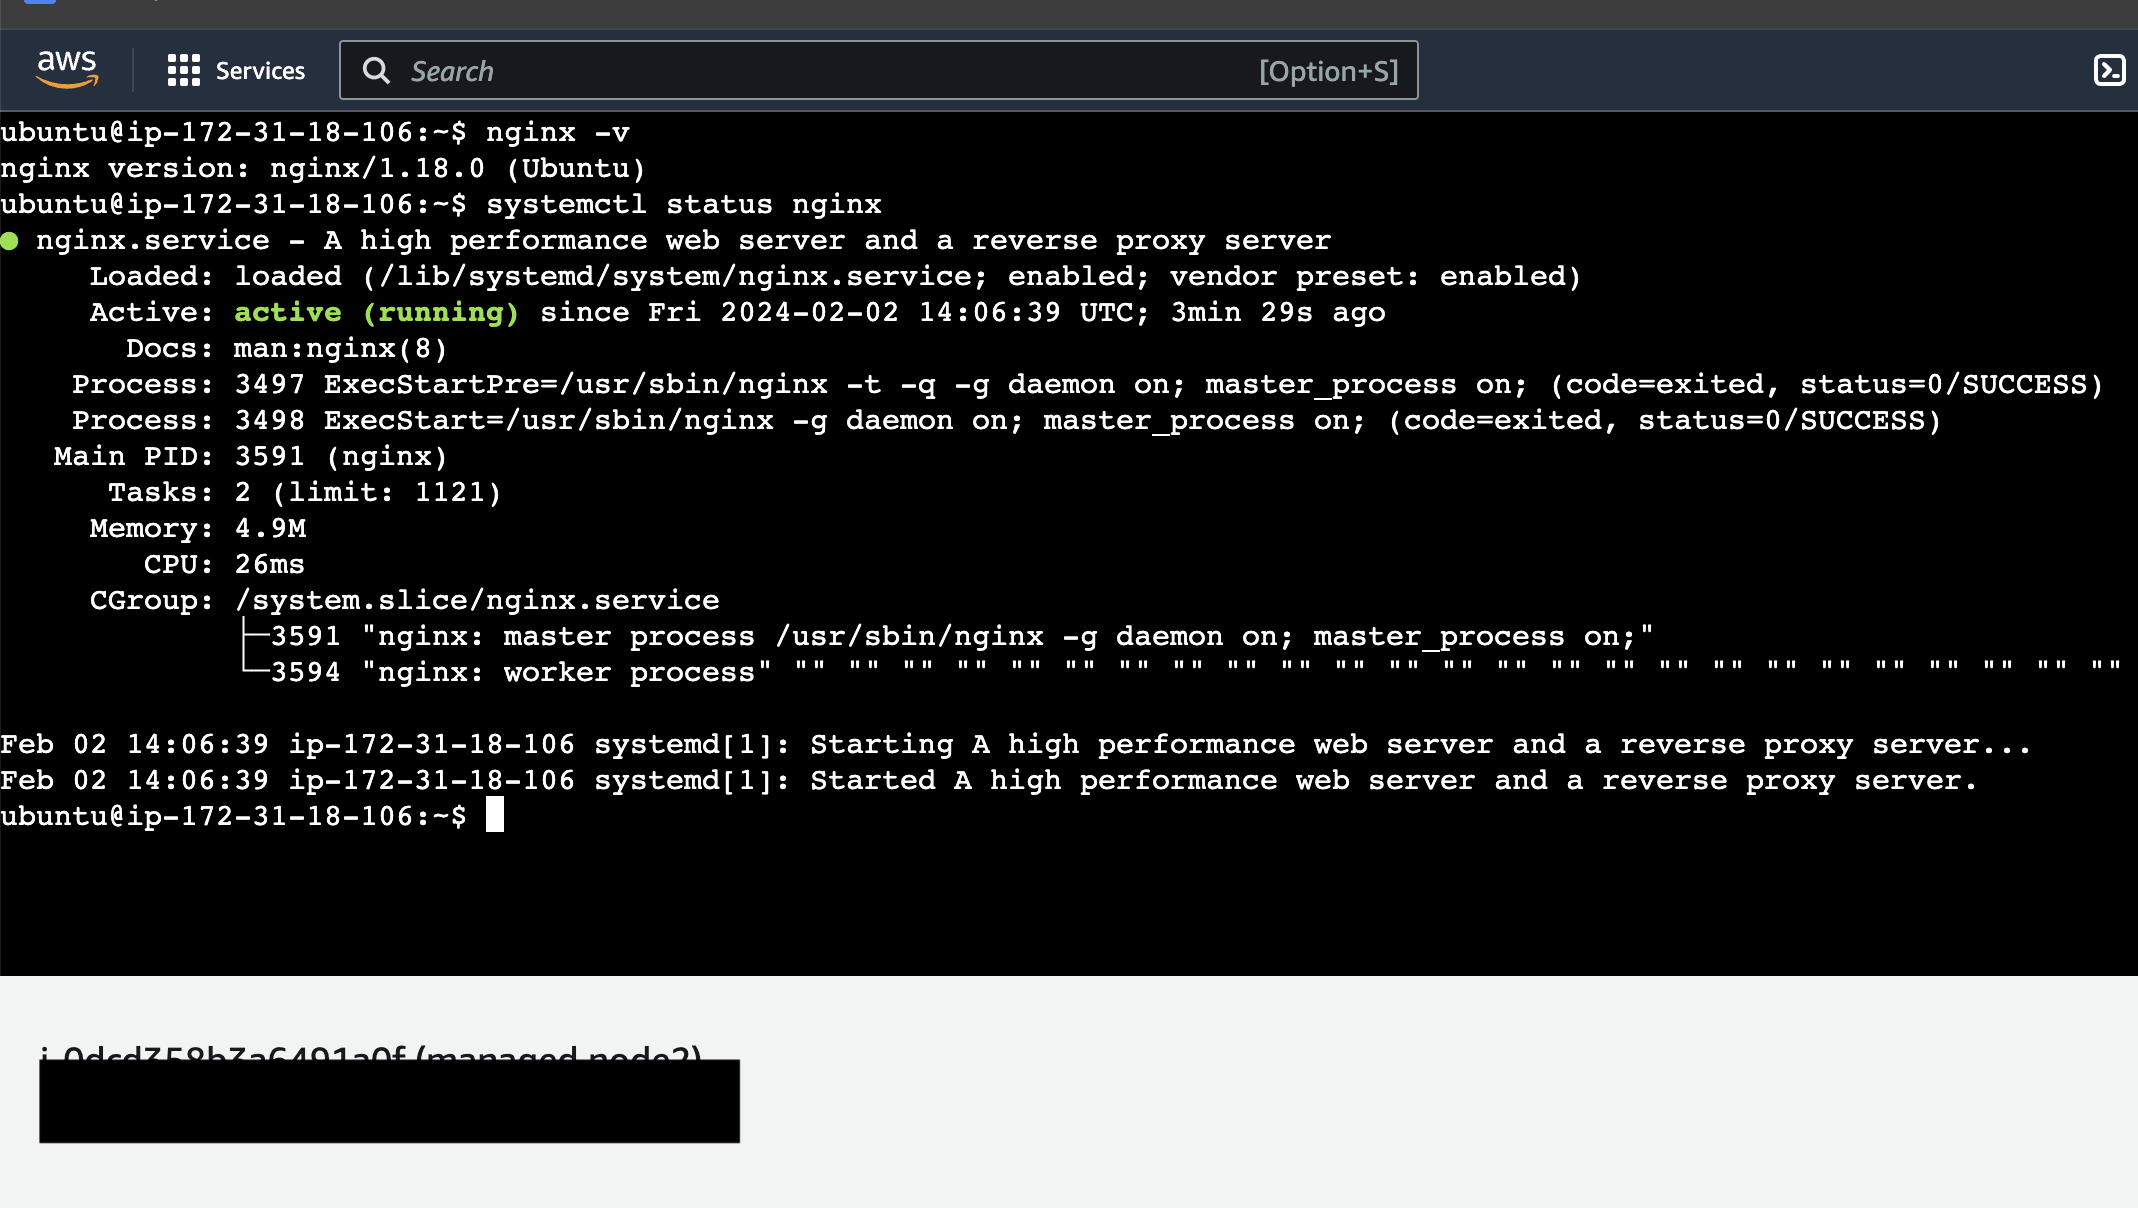 aws Services Search [Option+S]
ubuntu@ip-172-31-18-106:~$ nginx -v
nginx version: nginx/1.18.0 (Ubuntu)
ubuntu@ip-172-31-18-106:~$ systemctl status nginx
● nginx.service - A high performance web server and a reverse proxy server
     Loaded: loaded (/lib/systemd/system/nginx.service; enabled; vendor preset: enabled)
     Active: active (running) since Fri 2024-02-02 14:06:39 UTC; 3min 29s ago
       Docs: man:nginx(8)
    Process: 3497 ExecStartPre=/usr/sbin/nginx -t -q -g daemon on; master_process on; (code=exited, status=0/SUCCESS)
    Process: 3498 ExecStart=/usr/sbin/nginx -g daemon on; master_process on; (code=exited, status=0/SUCCESS)
   Main PID: 3591 (nginx)
      Tasks: 2 (limit: 1121)
     Memory: 4.9M
        CPU: 26ms
     CGroup: /system.slice/nginx.service
             ├─3591 "nginx: master process /usr/sbin/nginx -g daemon on; master_process on;"
             └─3594 "nginx: worker process" "" "" "" "" "" "" "" "" "" "" "" "" "" "" "" "" "" "" "" "" "" "" "" "" ""
Feb 02 14:06:39 ip-172-31-18-106 systemd[1]: Starting A high performance web server and a reverse proxy server...
Feb 02 14:06:39 ip-172-31-18-106 systemd[1]: Started A high performance web server and a reverse proxy server.
ubuntu@ip-172-31-18-106:~$
(managed node2)